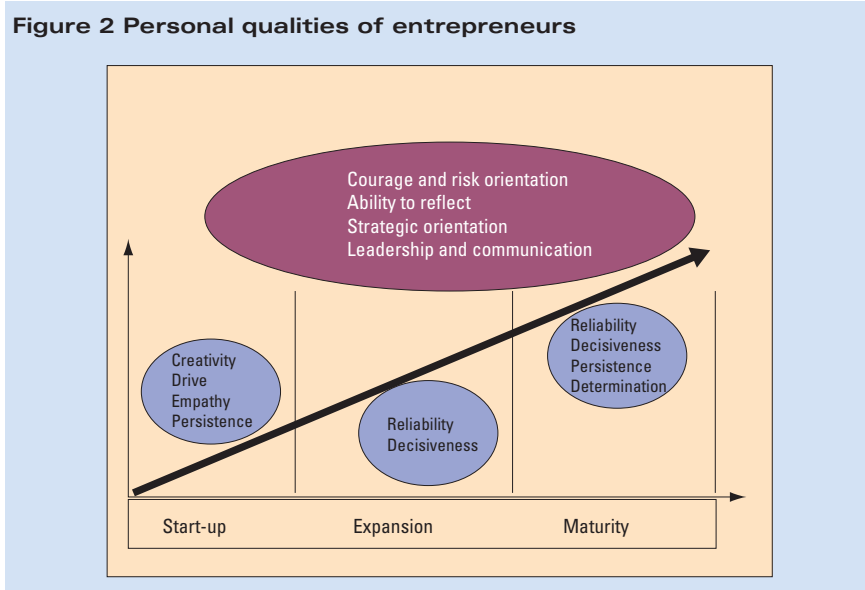 Figure 2 Personal qualities of entrepreneurs
Courage and risk orientation
Ability to reflect
Strategic orientation
Leadership and communication
Creativity
Drive
Empathy
Persistence
Reliability
Decisiveness
Reliability
Decisiveness
Persistence
Determination
Start-up
Expansion
Maturity